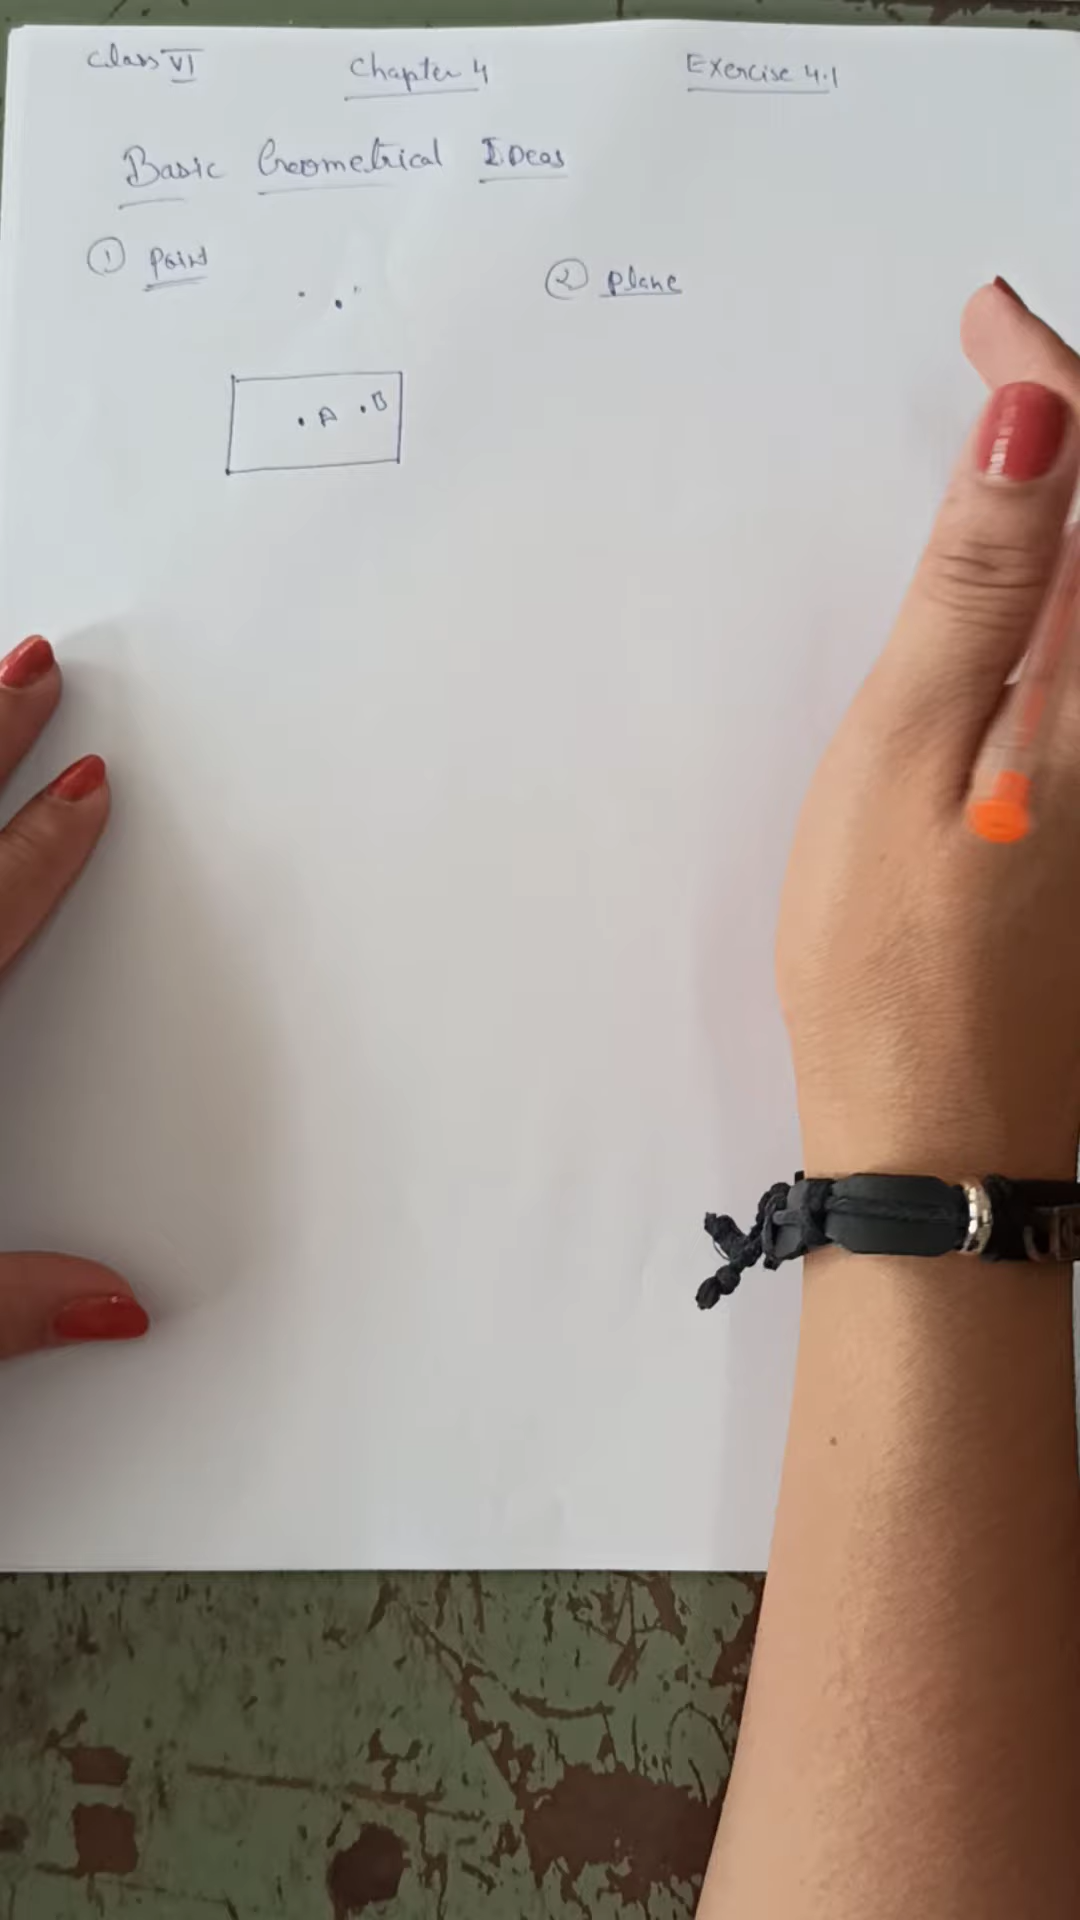 Class VI Chapter 4 Exercise 4.1
Basic Geometrical Ideas
① Point
② Plane
A B